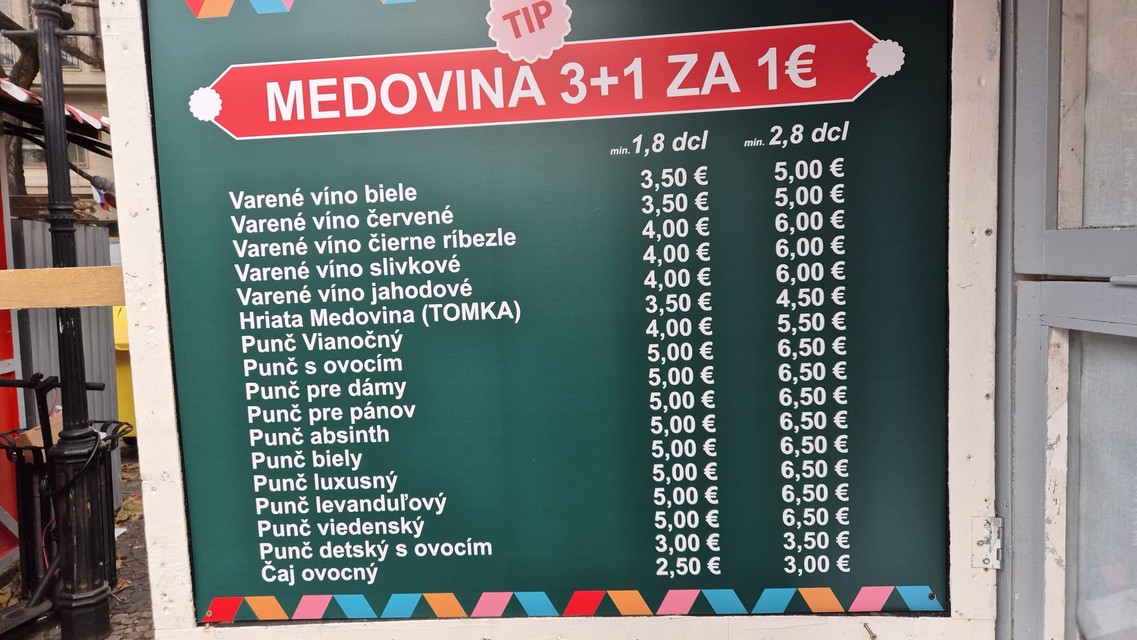 TIP
MEDOVINA 3+1 ZA 1€
min.1,8 dcl min. 2,8 dcl
Varené víno biele 3,50 € 5,00 €
Varené víno červené 3,50 € 5,00 €
Varené víno čierne ríbezle 4,00 € 6,00 €
Varené víno slivkové 4,00 € 6,00 €
Varené víno jahodové 4,00 € 6,00 €
Hriata Medovina (TOMKA) 3,50 € 4,50 €
Punč Vianočný 4,00 € 5,50 €
Punč s ovocím 5,00 € 6,50 €
Punč pre dámy 5,00 € 6,50 €
Punč pre pánov 5,00 € 6,50 €
Punč absinth 5,00 € 6,50 €
Punč biely 5,00 € 6,50 €
Punč luxusný 5,00 € 6,50 €
Punč levanduľový 5,00 € 6,50 €
Punč viedenský 5,00 € 6,50 €
Punč detský s ovocím 3,00 € 3,50 €
Čaj ovocný 2,50 € 3,00 €